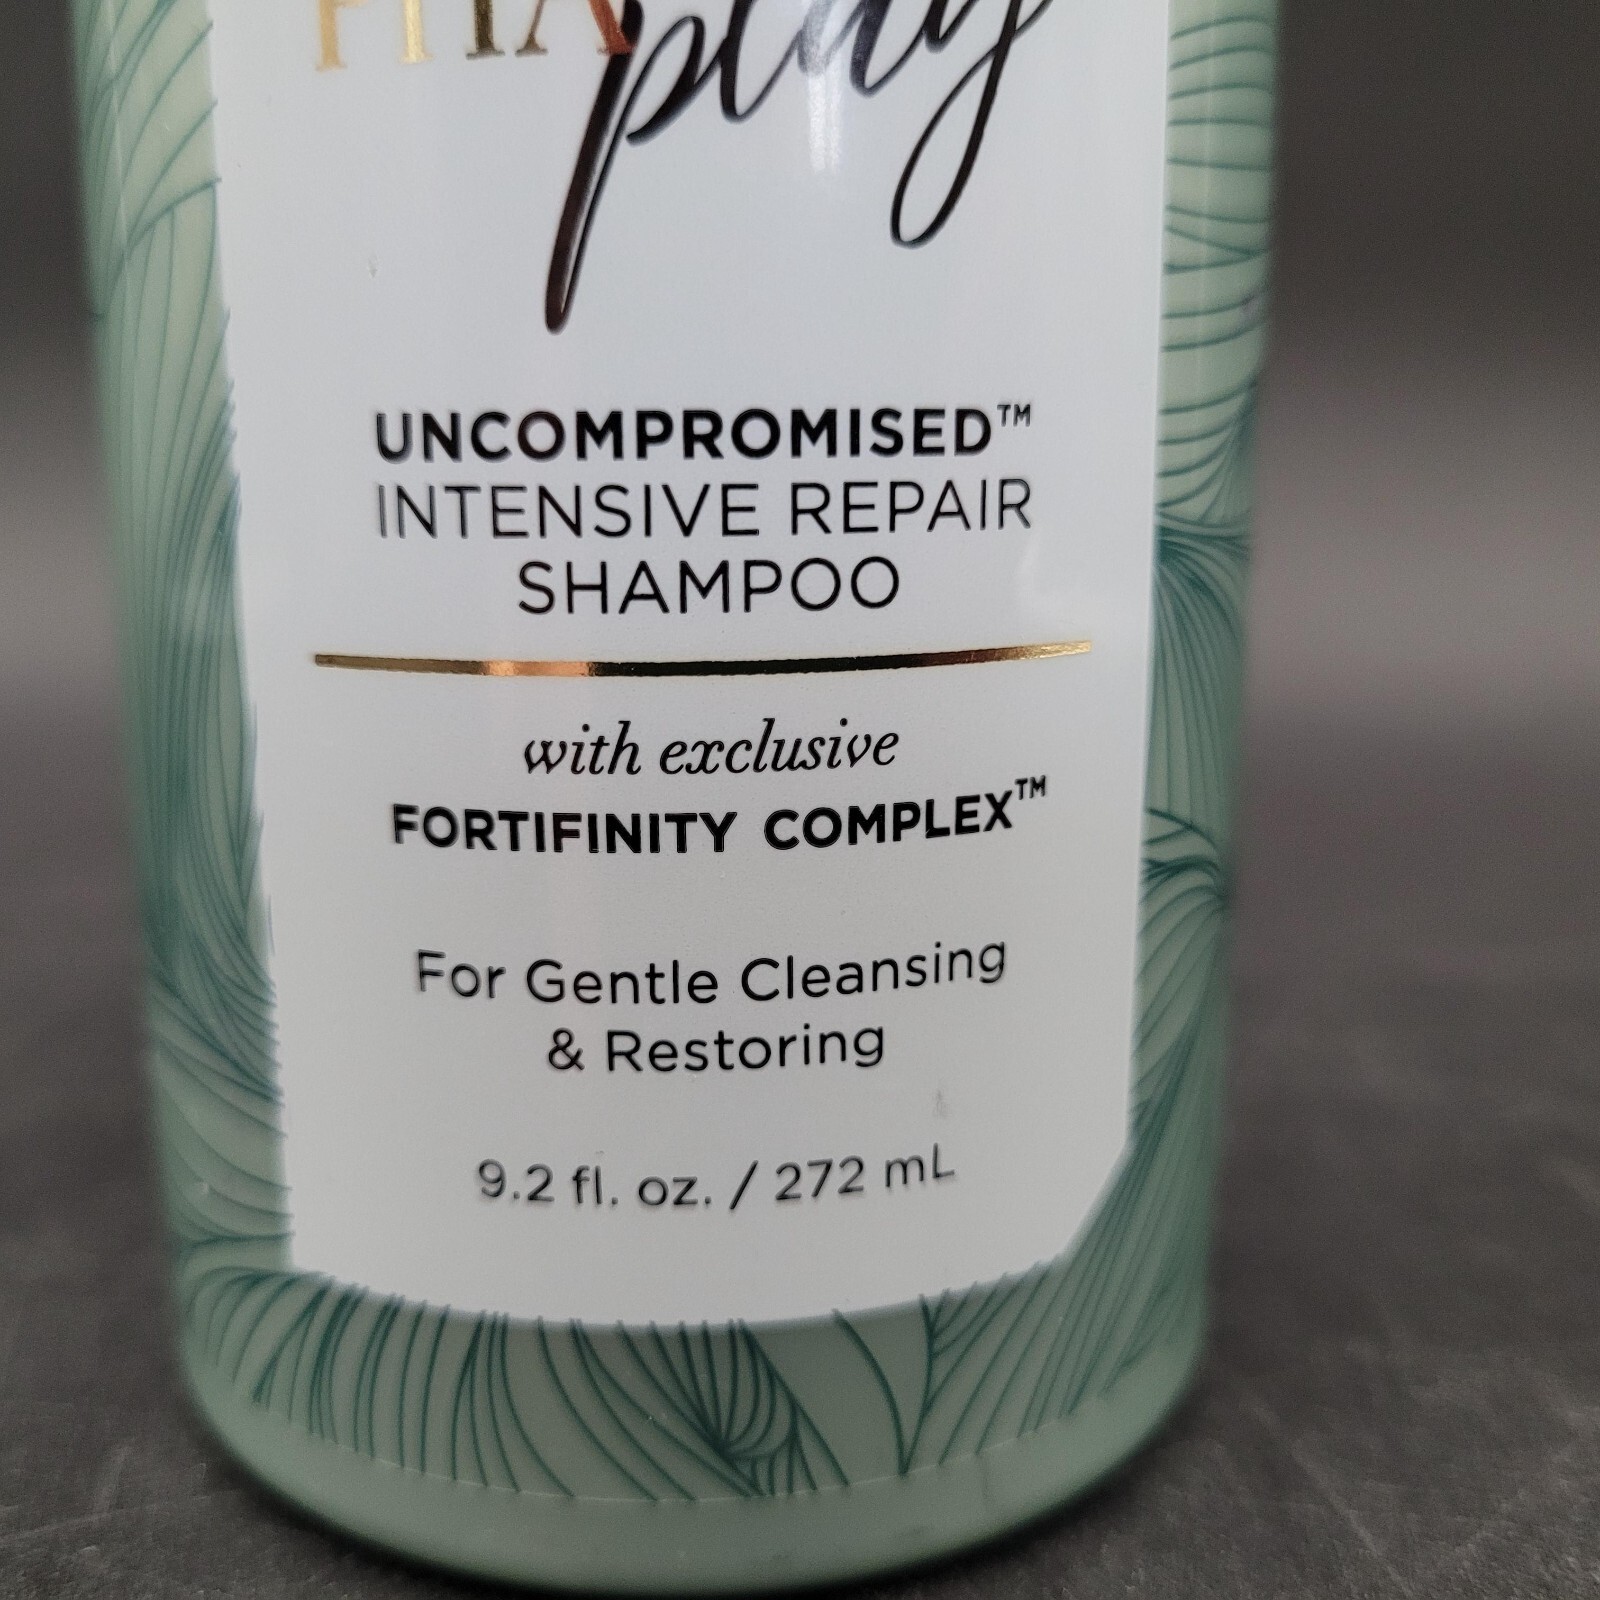 play
UNCOMPROMISED™
INTENSIVE REPAIR
SHAMPOO
with exclusive
FORTIFINITY COMPLEX™
For Gentle Cleansing
& Restoring
9.2 fl. oz. / 272 mL